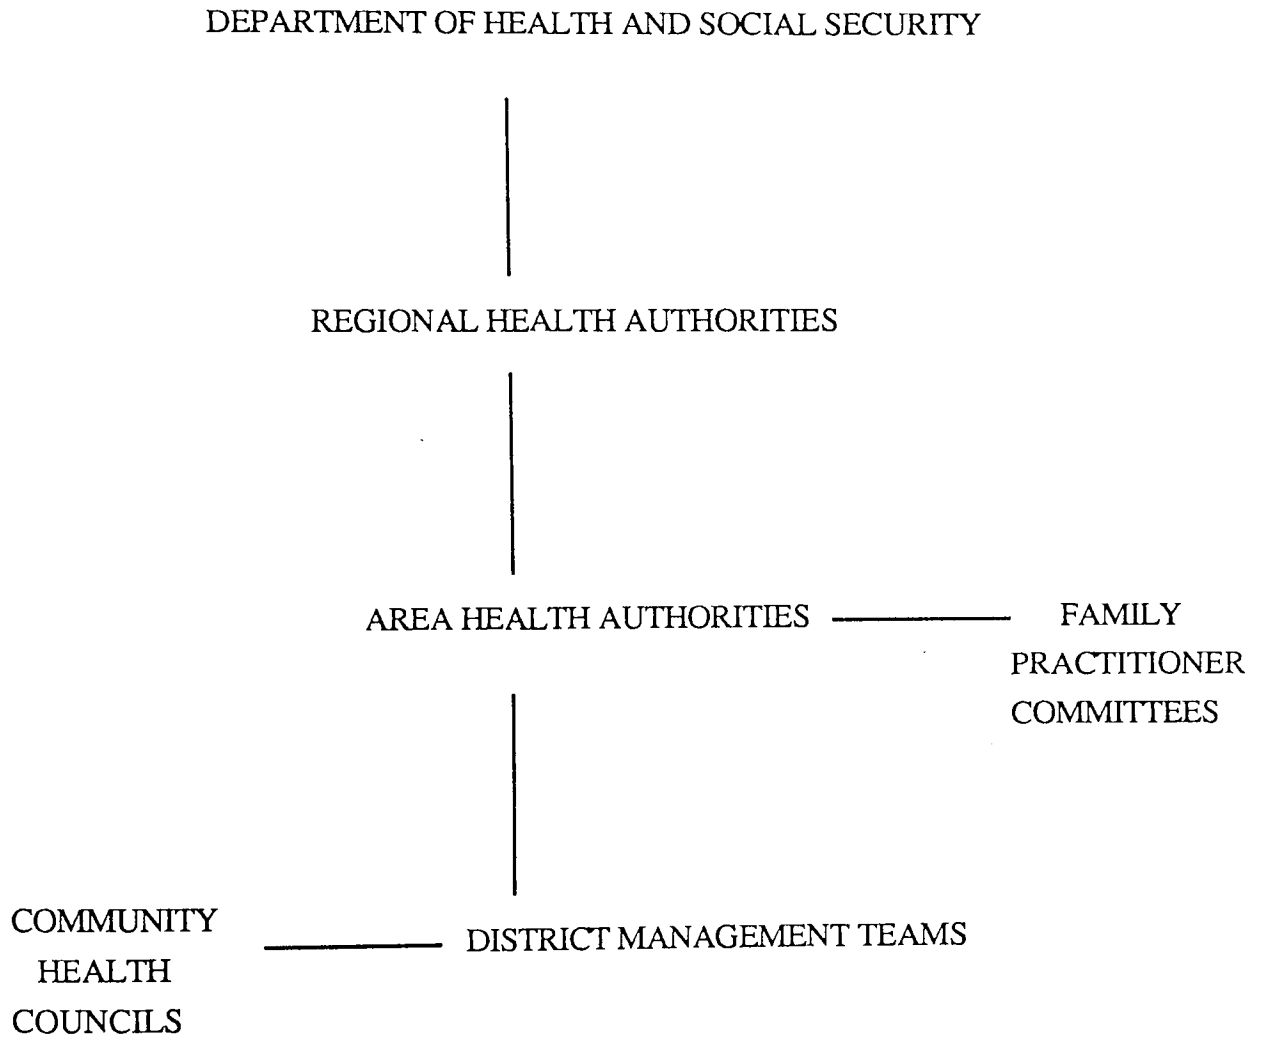 DEPARTMENT OF HEALTH AND SOCIAL SECURITY
REGIONAL HEALTH AUTHORITIES
AREA HEALTH AUTHORITIES
FAMILY
PRACTITIONER
COMMITTEES
COMMUNITY
HEALTH
COUNCILS
DISTRICT MANAGEMENT TEAMS